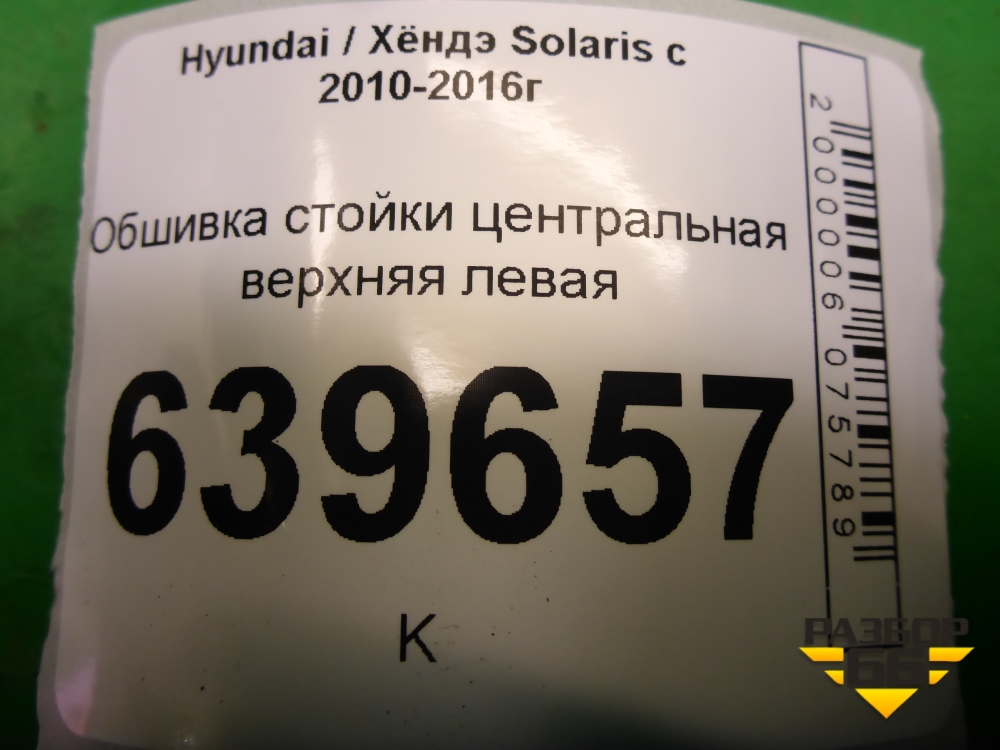 Hyundai / Хёндэ Solaris с
2010-2016г
Обшивка стойки центральная
верхняя левая
639657
К
2000006075789
РАЗБОР
66